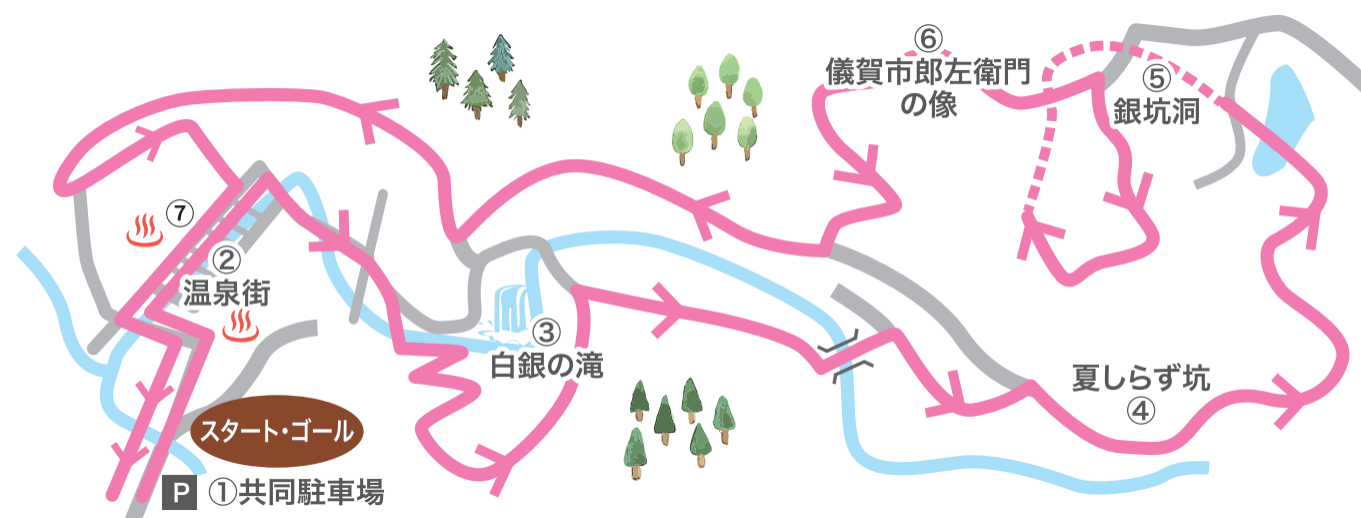 ⑥
儀賀市郎左衛門
の像
⑤
銀坑洞
⑦
②
温泉街
③
白銀の滝
夏しらず坑
④
スタート・ゴール
P ①共同駐車場